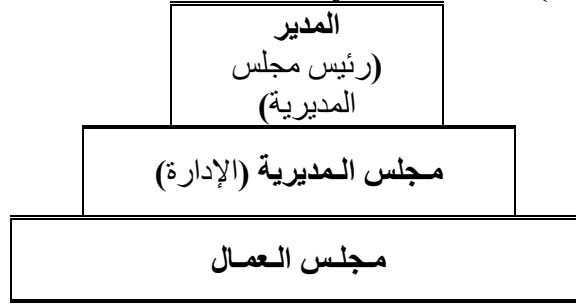 المدير
(رئيس مجلس
المديرية)
مجلس المديرية (الإدارة)
مجلس العمال